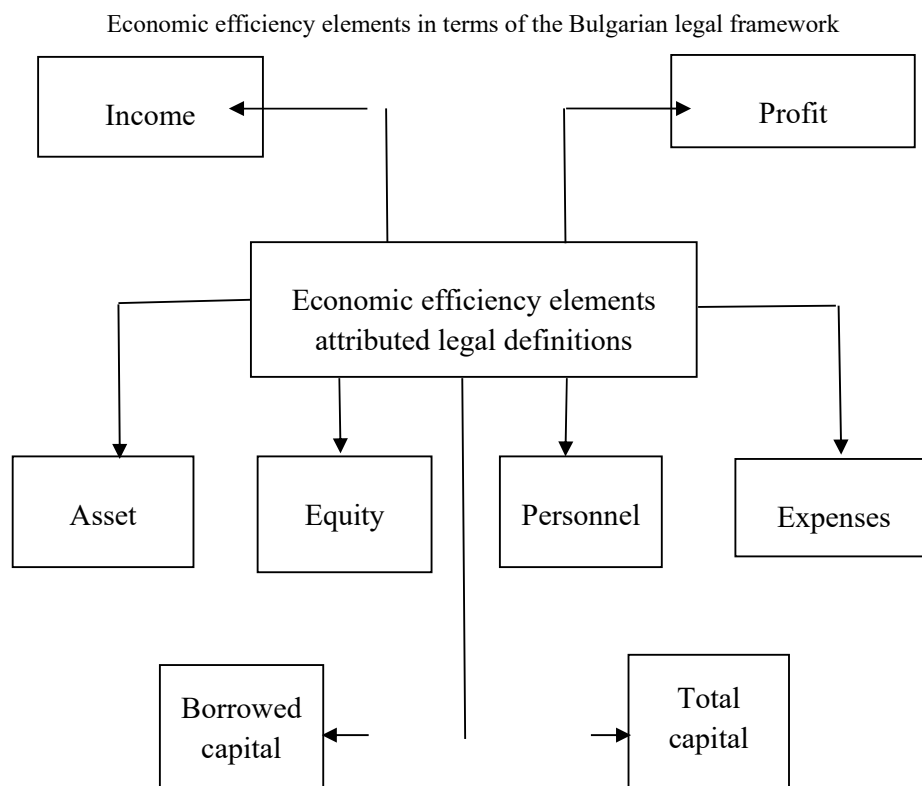 Economic efficiency elements in terms of the Bulgarian legal framework
Income
Profit
Economic efficiency elements
attributed legal definitions
Asset
Equity
Personnel
Expenses
Borrowed
capital
Total
capital